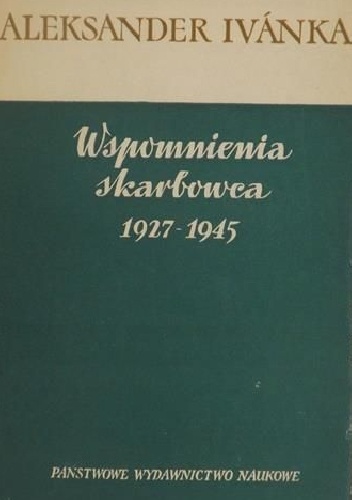 ALEKSANDER IVÁNKA
Wspomnienia
skarbowca
1927-1945
PAŃSTWOWE WYDAWNICTWO NAUKOWE